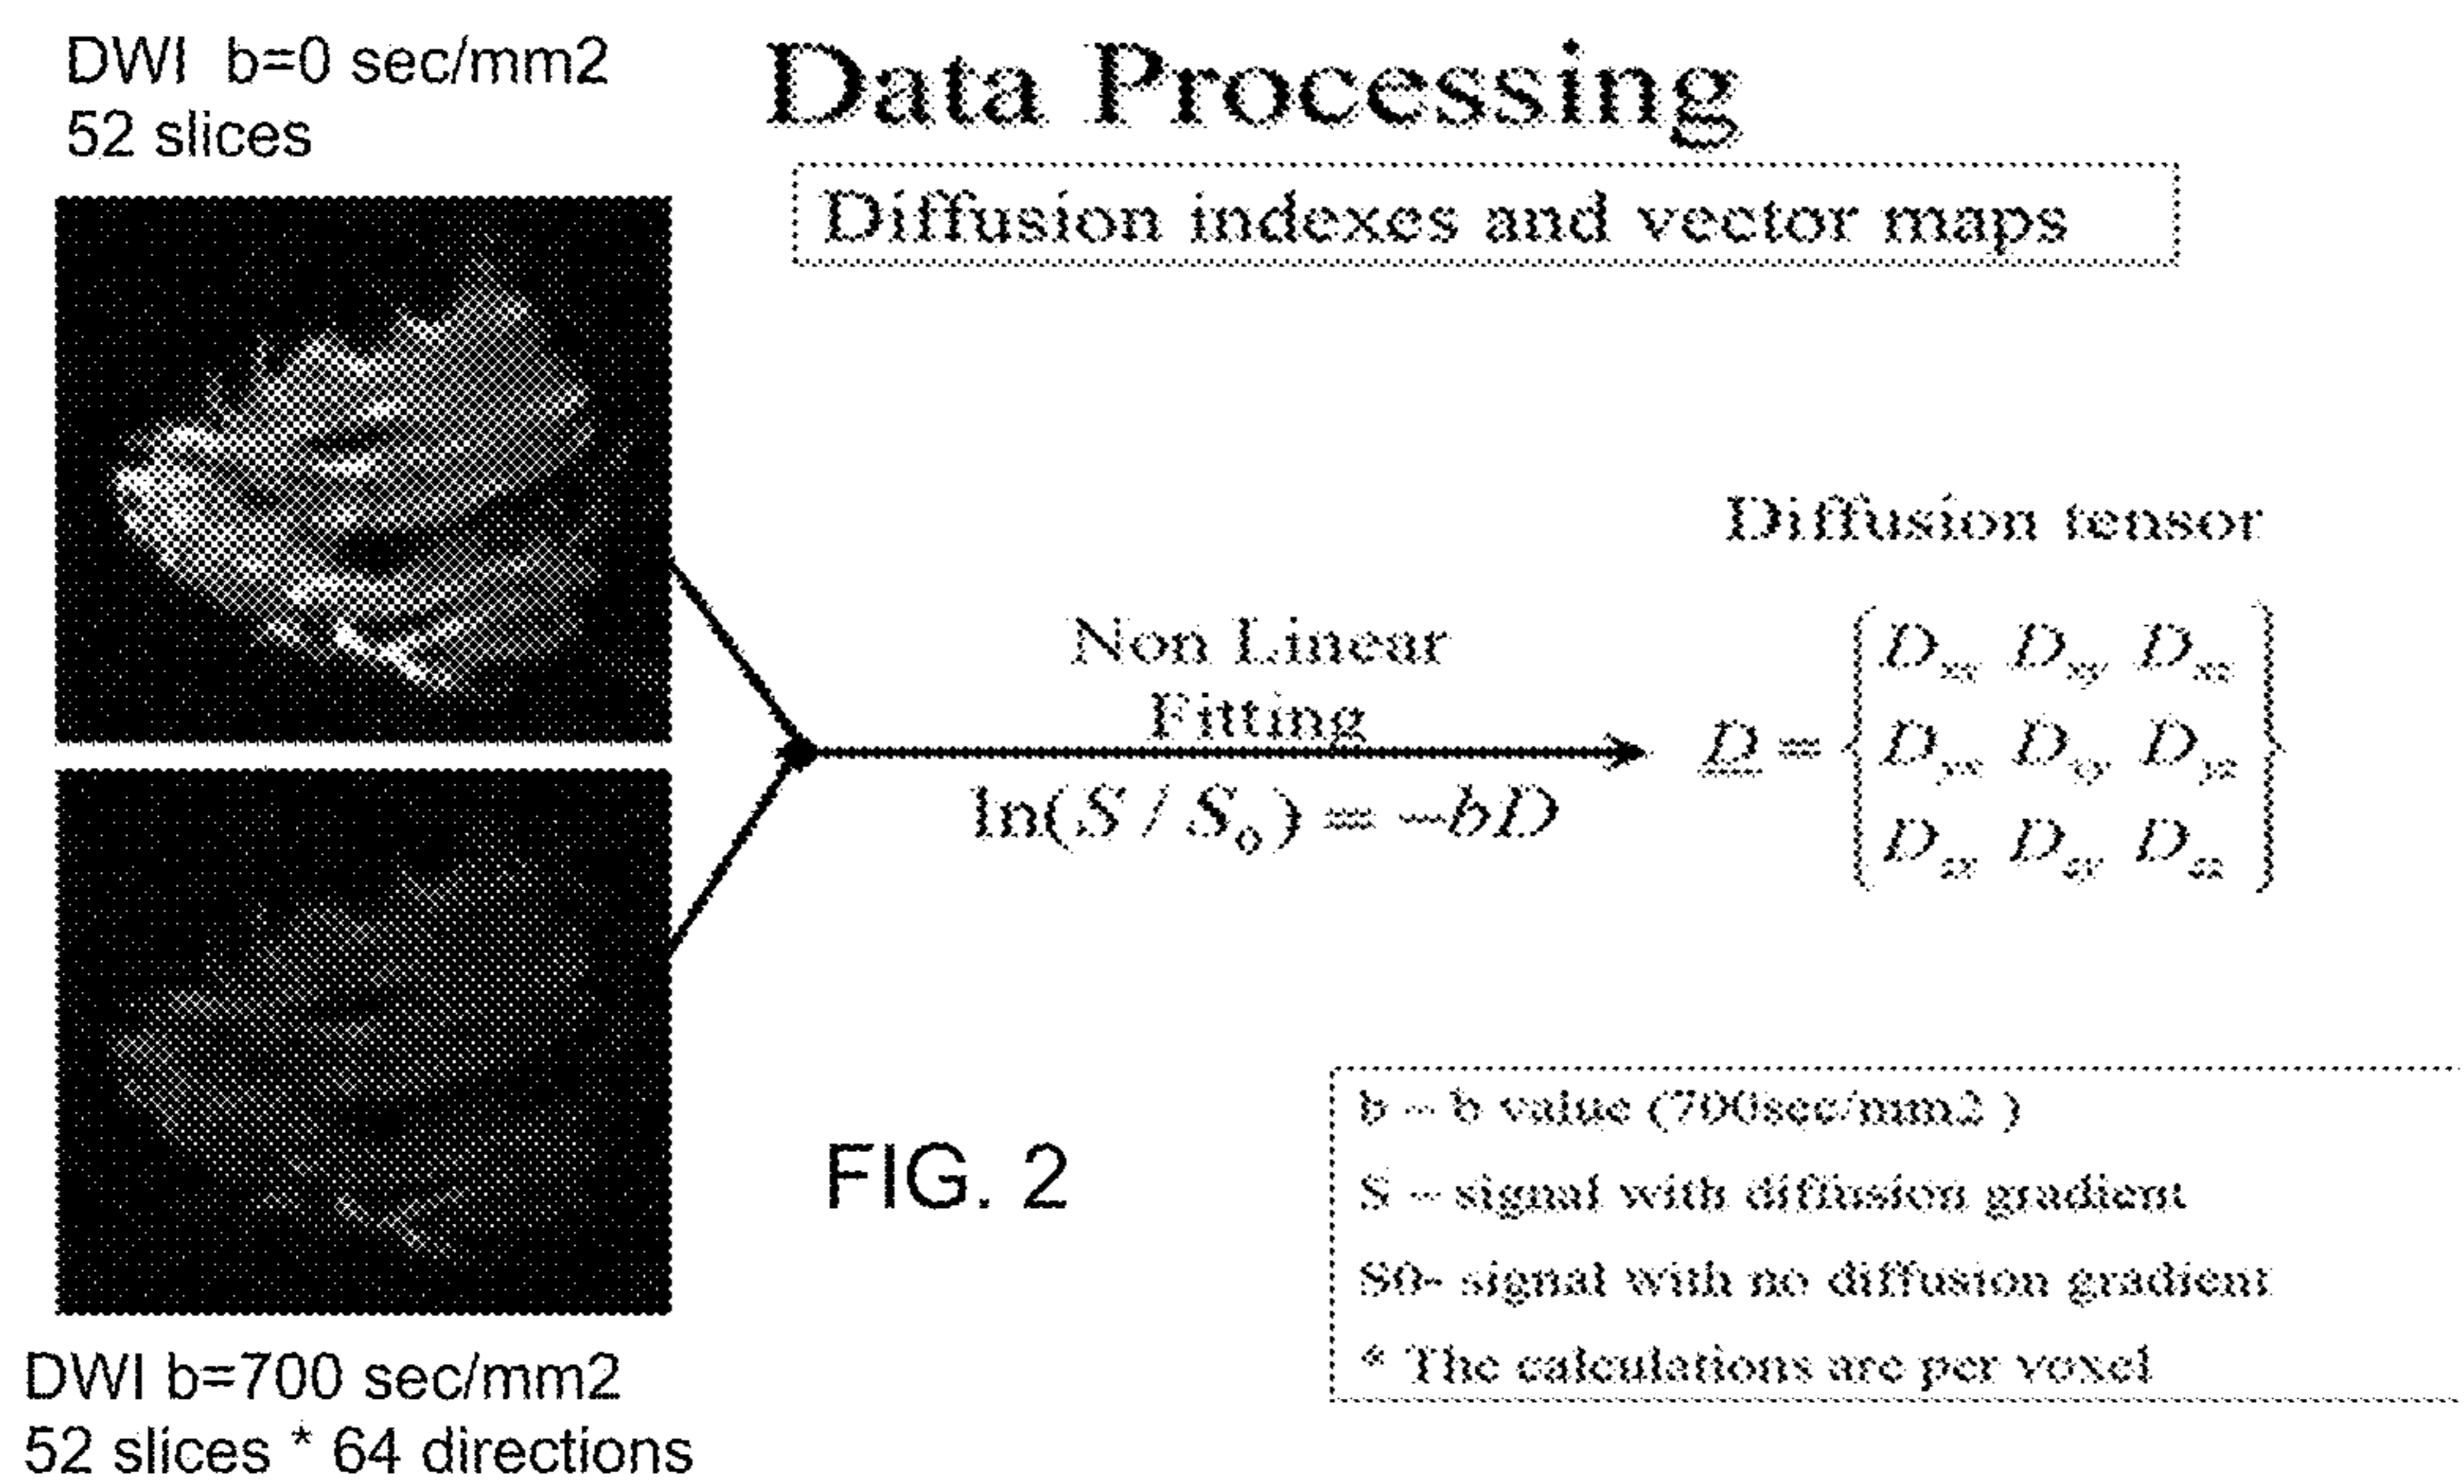 DWI b=0 sec/mm2
52 slices
Data Processing
Diffusion indexes and vector maps
Diffusion tensor
Non Linear
Fitting
ln(S / S₀) = -bD
D = { Dxx Dxy Dxz
Dyx Dyy Dyz
Dzx Dzy Dzz }
b - b value (700sec/mm2 )
S - signal with diffusion gradient
S0- signal with no diffusion gradient
* The calculations are per voxel
FIG. 2
DWI b=700 sec/mm2
52 slices * 64 directions